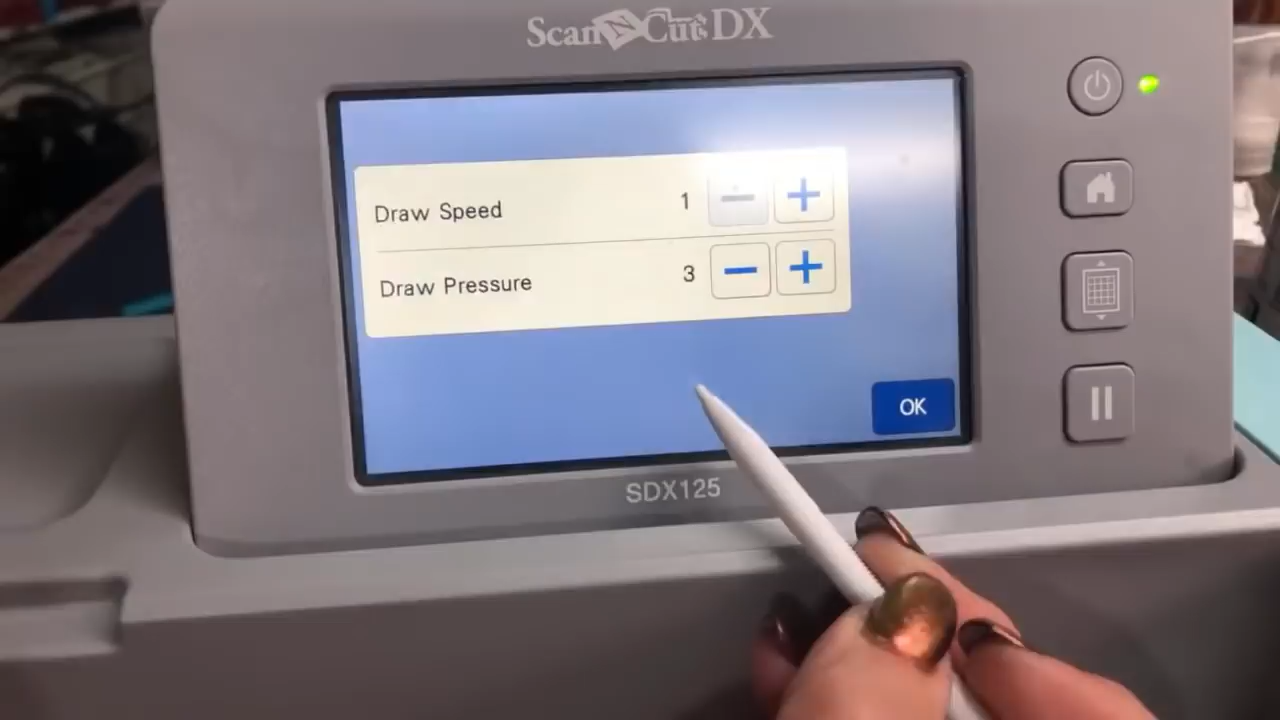 ScanNCut DX
Draw Speed 1 − +
Draw Pressure 3 − +
OK
SDX125